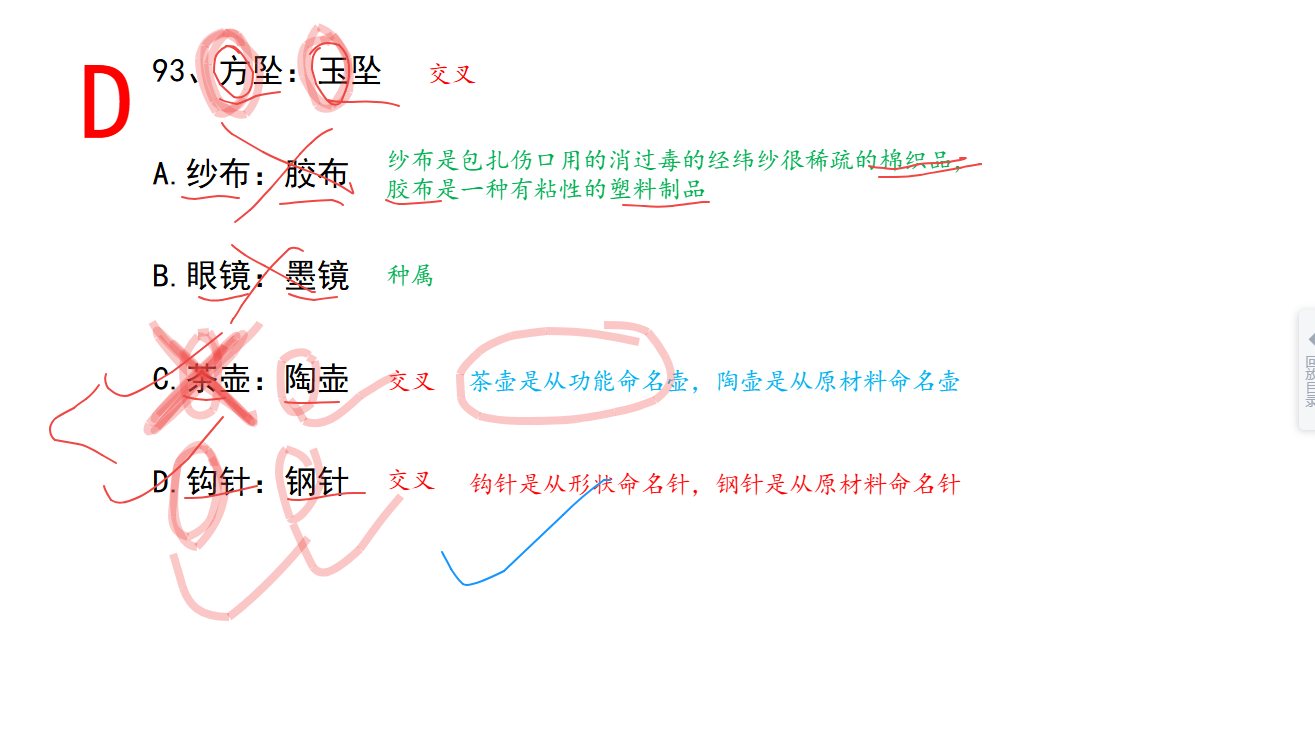 D
93、方坠：玉坠 交叉
A.纱布：胶布 纱布是包扎伤口用的消过毒的经纬纱很稀疏的棉织品，
胶布是一种有粘性的塑料制品
B.眼镜：墨镜 种属
C.茶壶：陶壶 交叉 茶壶是从功能命名壶，陶壶是从原材料命名壶
D.钩针：钢针 交叉 钩针是从形状命名针，钢针是从原材料命名针
回放目录